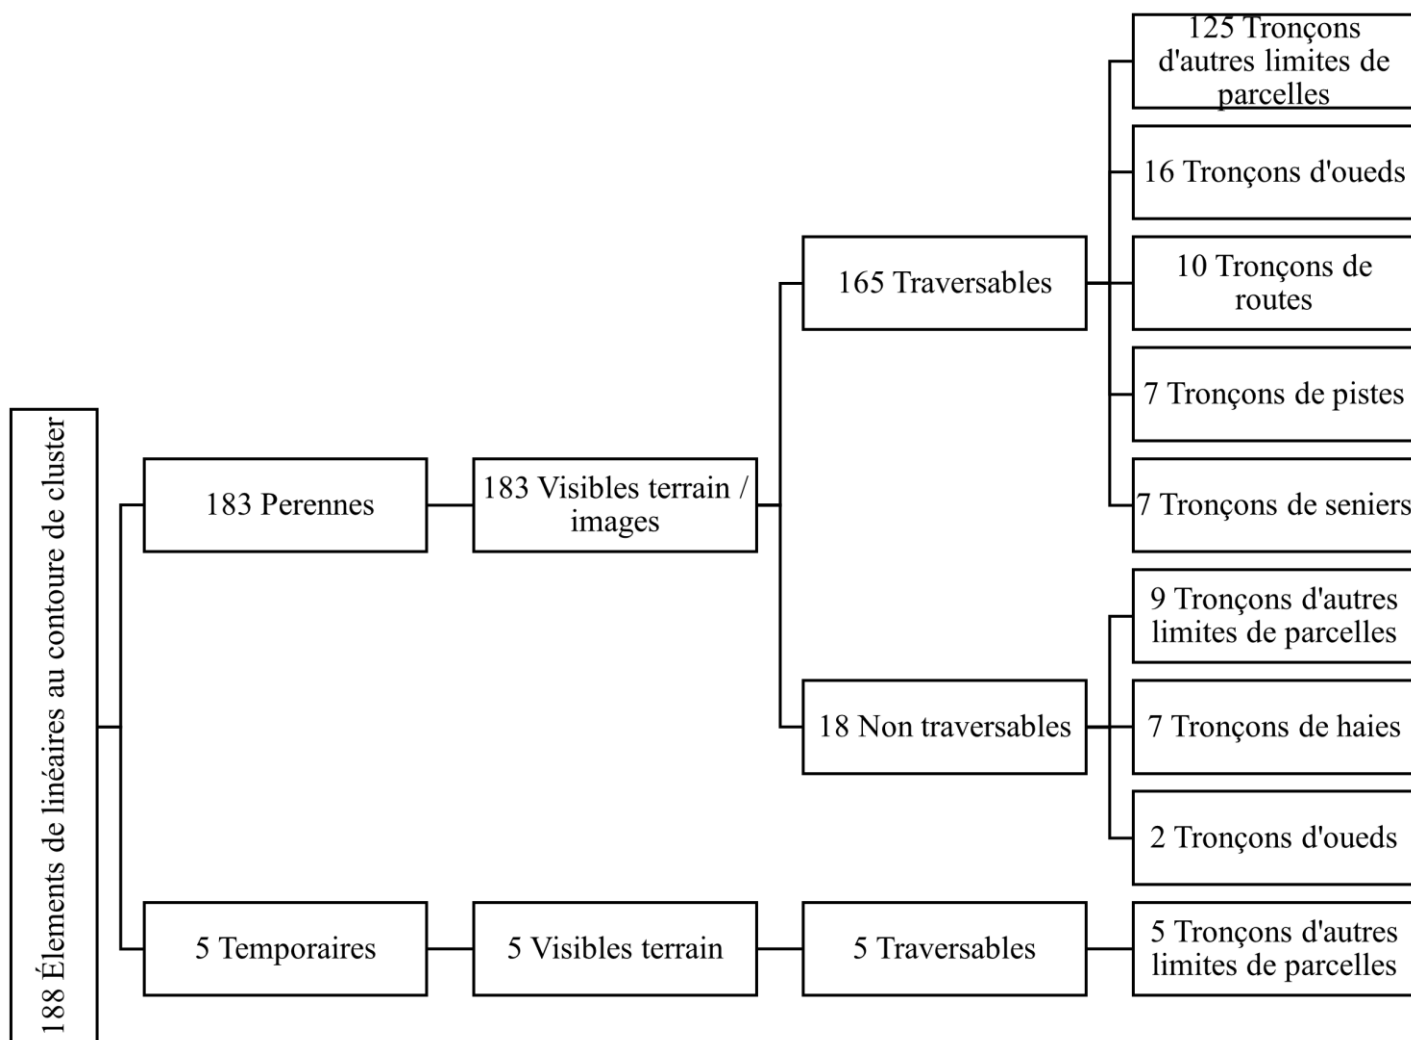 188 Élements de linéaires au contoure de cluster
183 Perennes
183 Visibles terrain /
images
165 Traversables
125 Tronçons
d'autres limites de
parcelles
16 Tronçons d'oueds
10 Tronçons de
routes
7 Tronçons de pistes
7 Tronçons de seniers
18 Non traversables
9 Tronçons d'autres
limites de parcelles
7 Tronçons de haies
2 Tronçons d'oueds
5 Temporaires
5 Visibles terrain
5 Traversables
5 Tronçons d'autres
limites de parcelles